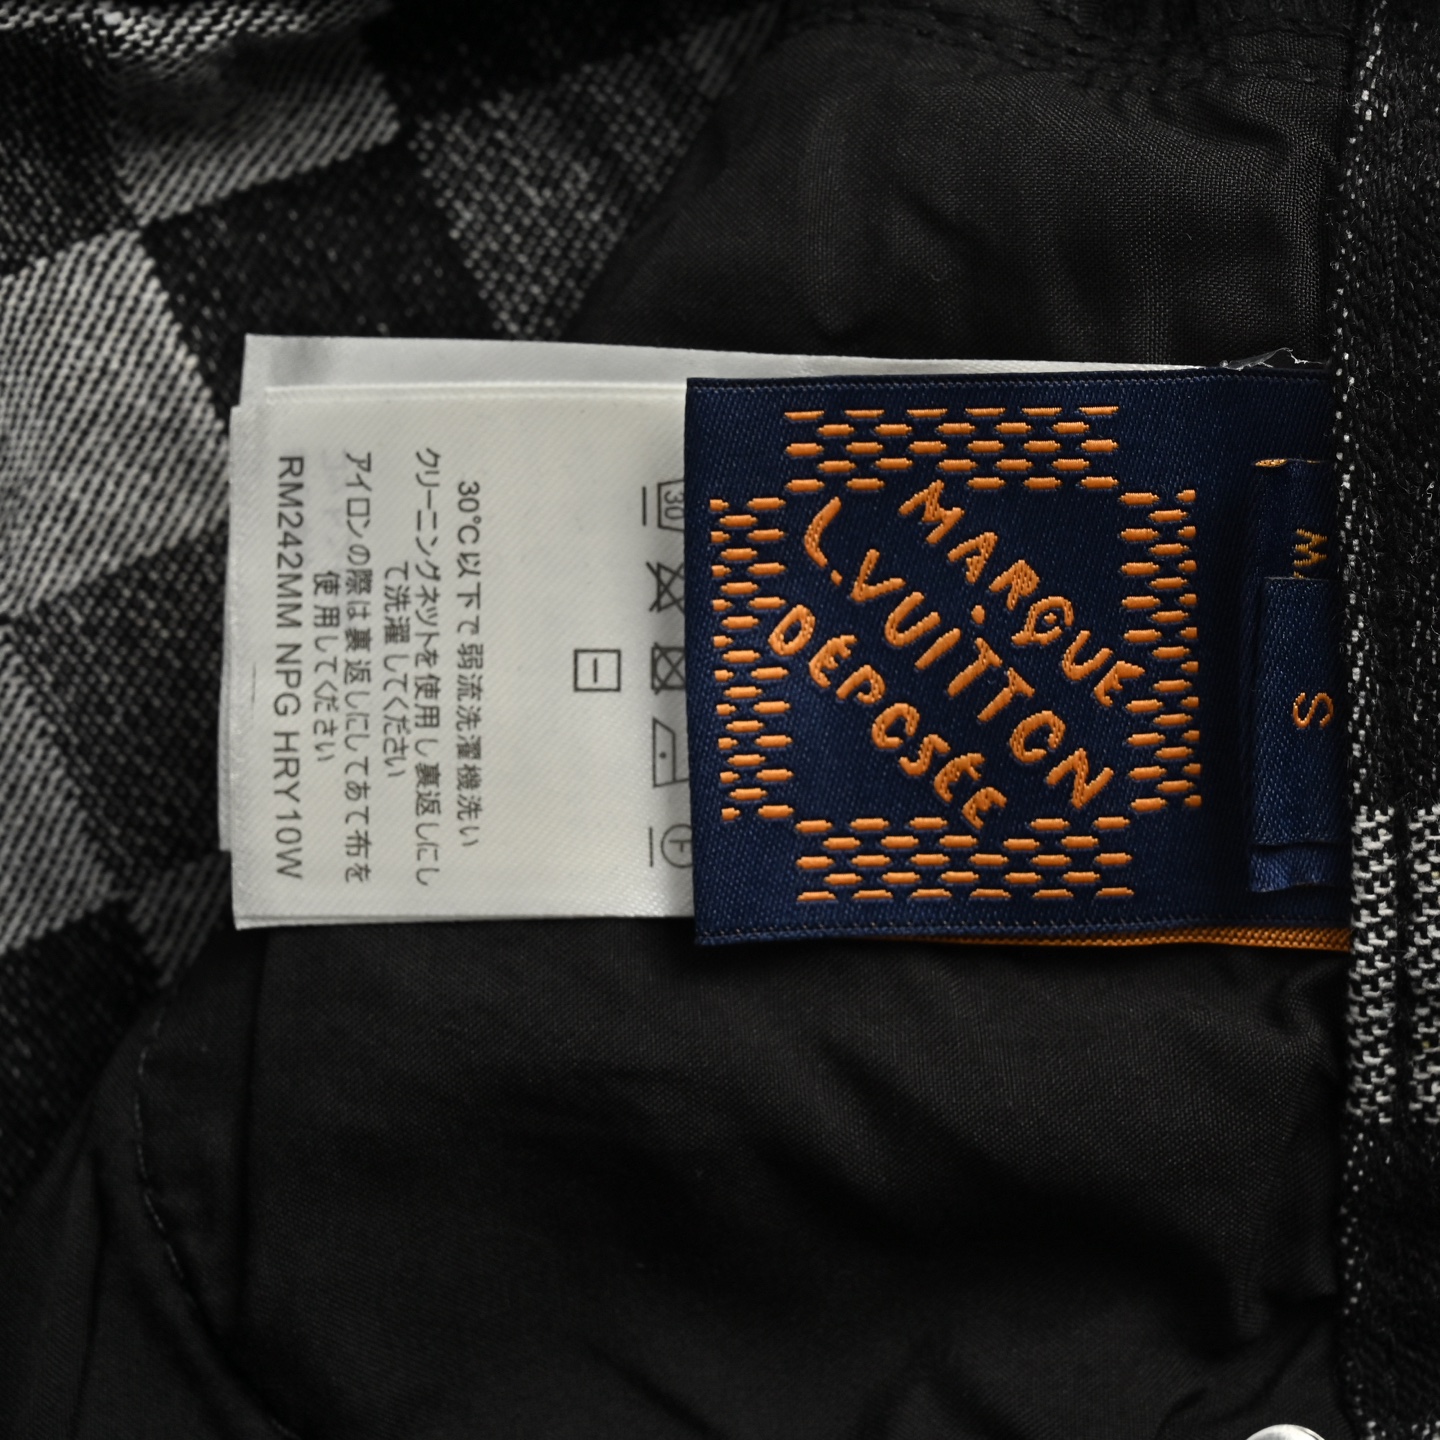 30
F
30℃以下で弱流洗濯機洗い
クリーニングネットを使用し裏返しにし
て洗濯してください
アイロンの際は裏返しにしてあて布を
使用してください
RM242MM NPG HRY10W
MARQUE
L.VUITTON
DÉPOSÉE
M
S